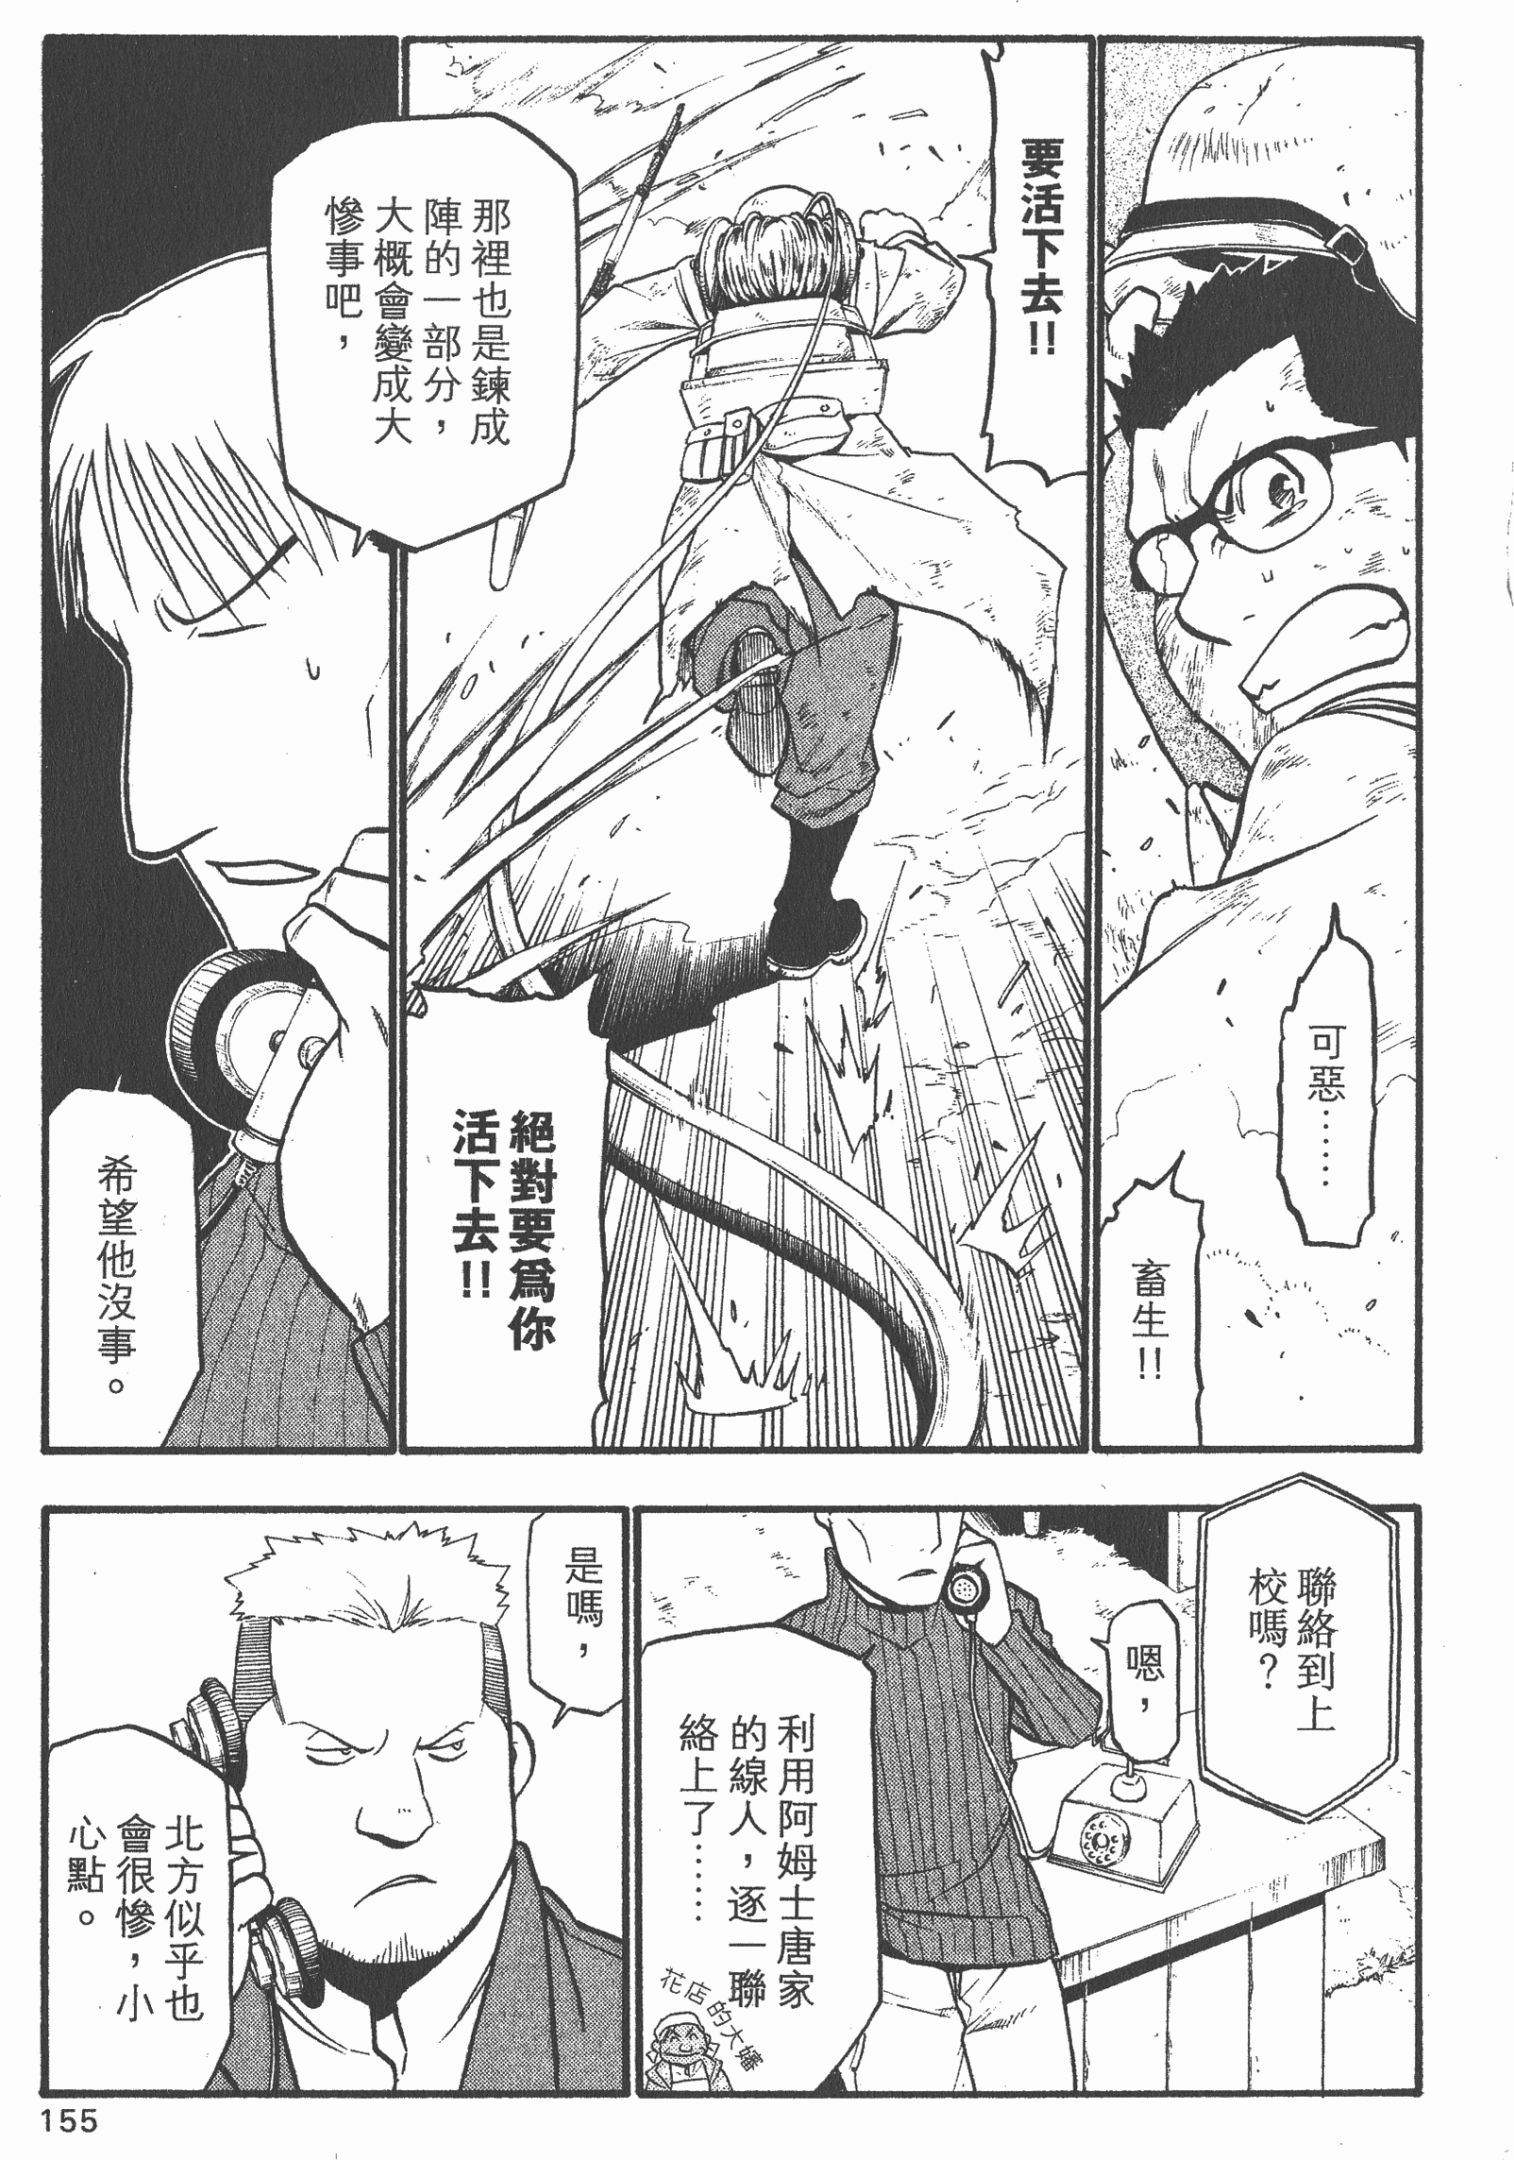 可惡……
畜生!!
要活下去!!
絕對要為你
活下去!!
那裡也是鍊成
陣的一部分，
大概會變成大
慘事吧，
希望他沒事。
聯絡到上
校嗎？
嗯，
利用阿姆士唐家
的線人，逐一聯
絡上了……
花店的大嬸
是嗎，
北方似乎也
會很慘，小
心點。
155